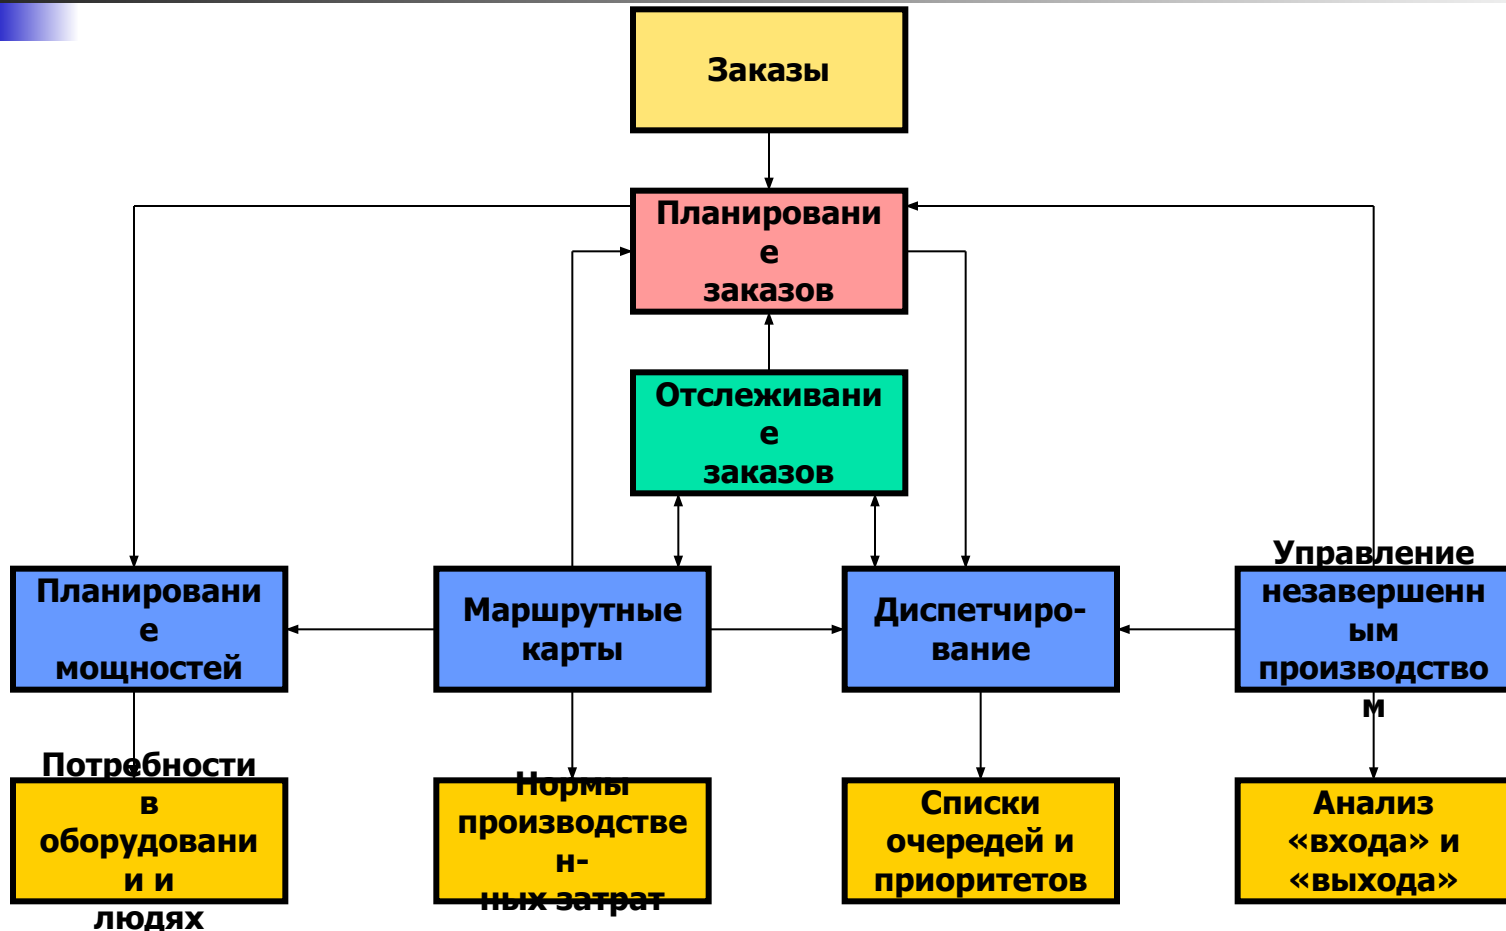 Заказы
Планировани
е
заказов
Отслеживани
е
заказов
Планировани
е
мощностей
Маршрутные
карты
Диспетчиро-
вание
Управление
незавершенн
ым
производство
м
Потребности
в
оборудовани
и и
людях
Нормы
производстве
н-
ных затрат
Списки
очередей и
приоритетов
Анализ
«входа» и
«выхода»